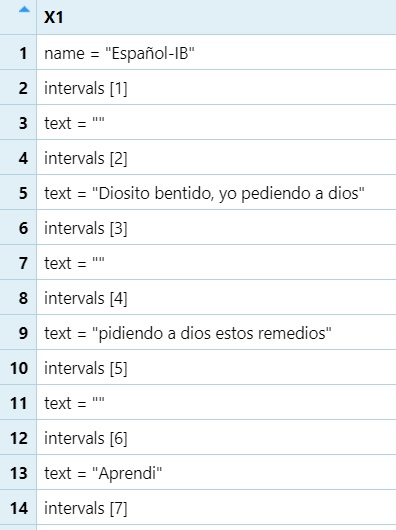 X1
1 name = "Español-IB"
2 intervals [1]
3 text = ""
4 intervals [2]
5 text = "Diosito bentido, yo pediendo a dios"
6 intervals [3]
7 text = ""
8 intervals [4]
9 text = "pidiendo a dios estos remedios"
10 intervals [5]
11 text = ""
12 intervals [6]
13 text = "Aprendi"
14 intervals [7]